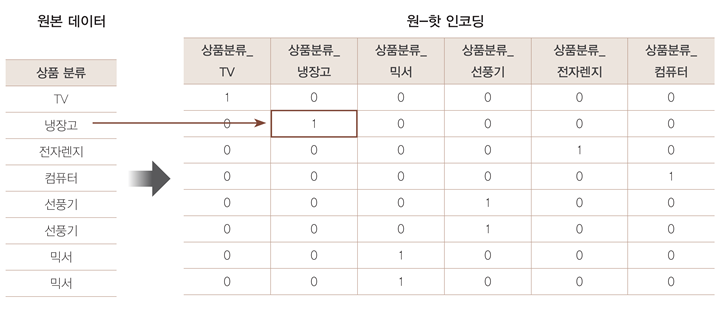 원본 데이터
원-핫 인코딩
상품 분류
TV
냉장고
전자렌지
컴퓨터
선풍기
선풍기
믹서
믹서
상품분류_ 상품분류_ 상품분류_ 상품분류_ 상품분류_ 상품분류_
TV 냉장고 믹서 선풍기 전자렌지 컴퓨터
1 0 0 0 0 0
0 1 0 0 0 0
0 0 0 0 1 0
0 0 0 0 0 1
0 0 0 1 0 0
0 0 0 1 0 0
0 0 1 0 0 0
0 0 1 0 0 0